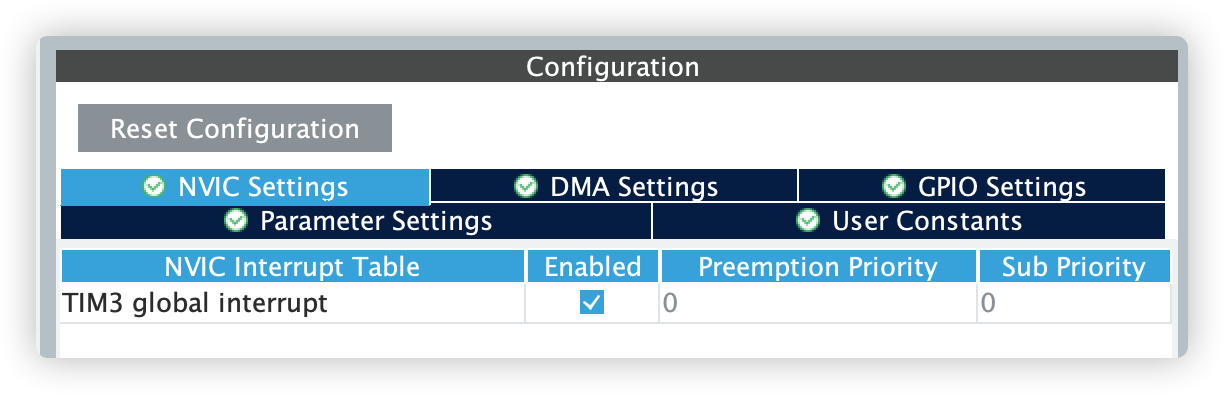 Configuration
Reset Configuration
NVIC Settings DMA Settings GPIO Settings
Parameter Settings User Constants
NVIC Interrupt Table Enabled Preemption Priority Sub Priority
TIM3 global interrupt 0 0